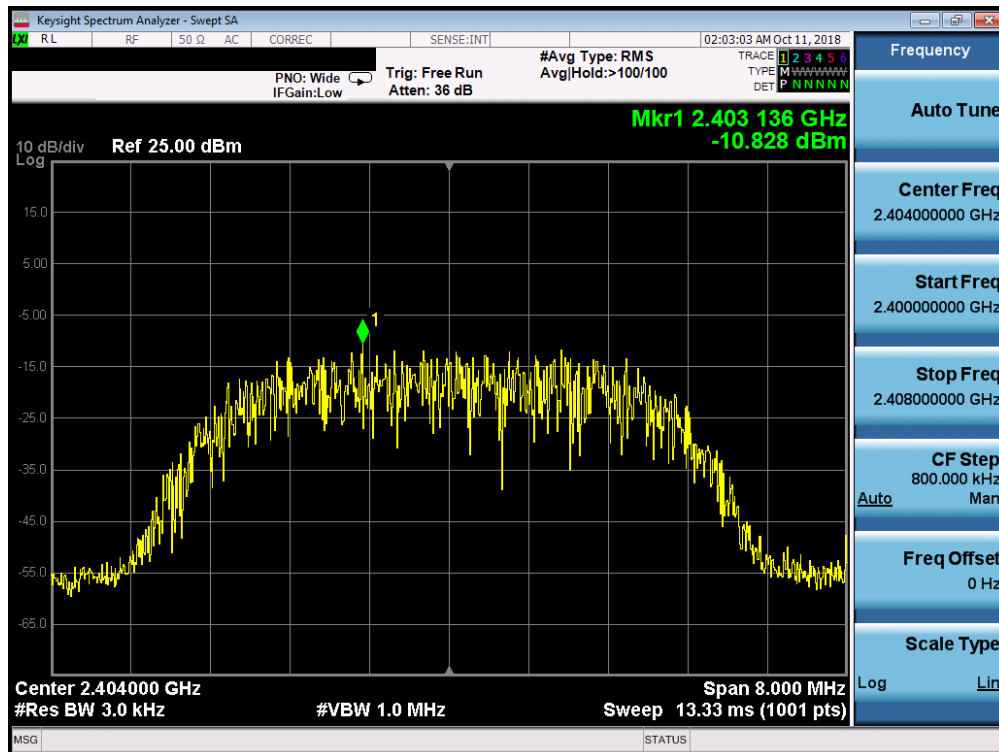 Keysight Spectrum Analyzer - Swept SA
LXI RL RF 50 Ω AC CORREC SENSE:INT 02:03:03 AM Oct 11, 2018
PNO: Wide
IFGain:Low
Trig: Free Run
Atten: 36 dB
#Avg Type: RMS
Avg|Hold:>100/100
TRACE 1 2 3 4 5 6
TYPE M WWWWW
DET P N N N N N
Mkr1 2.403 136 GHz
-10.828 dBm
10 dB/div Ref 25.00 dBm
Log
15.0
5.00
-5.00
-15.0
-25.0
-35.0
-45.0
-55.0
-65.0
1
Center 2.404000 GHz Span 8.000 MHz
#Res BW 3.0 kHz #VBW 1.0 MHz Sweep 13.33 ms (1001 pts)
MSG STATUS
Frequency
Auto Tune
Center Freq
2.404000000 GHz
Start Freq
2.400000000 GHz
Stop Freq
2.408000000 GHz
CF Step
800.000 kHz
Auto Man
Freq Offset
0 Hz
Scale Type
Log Lin